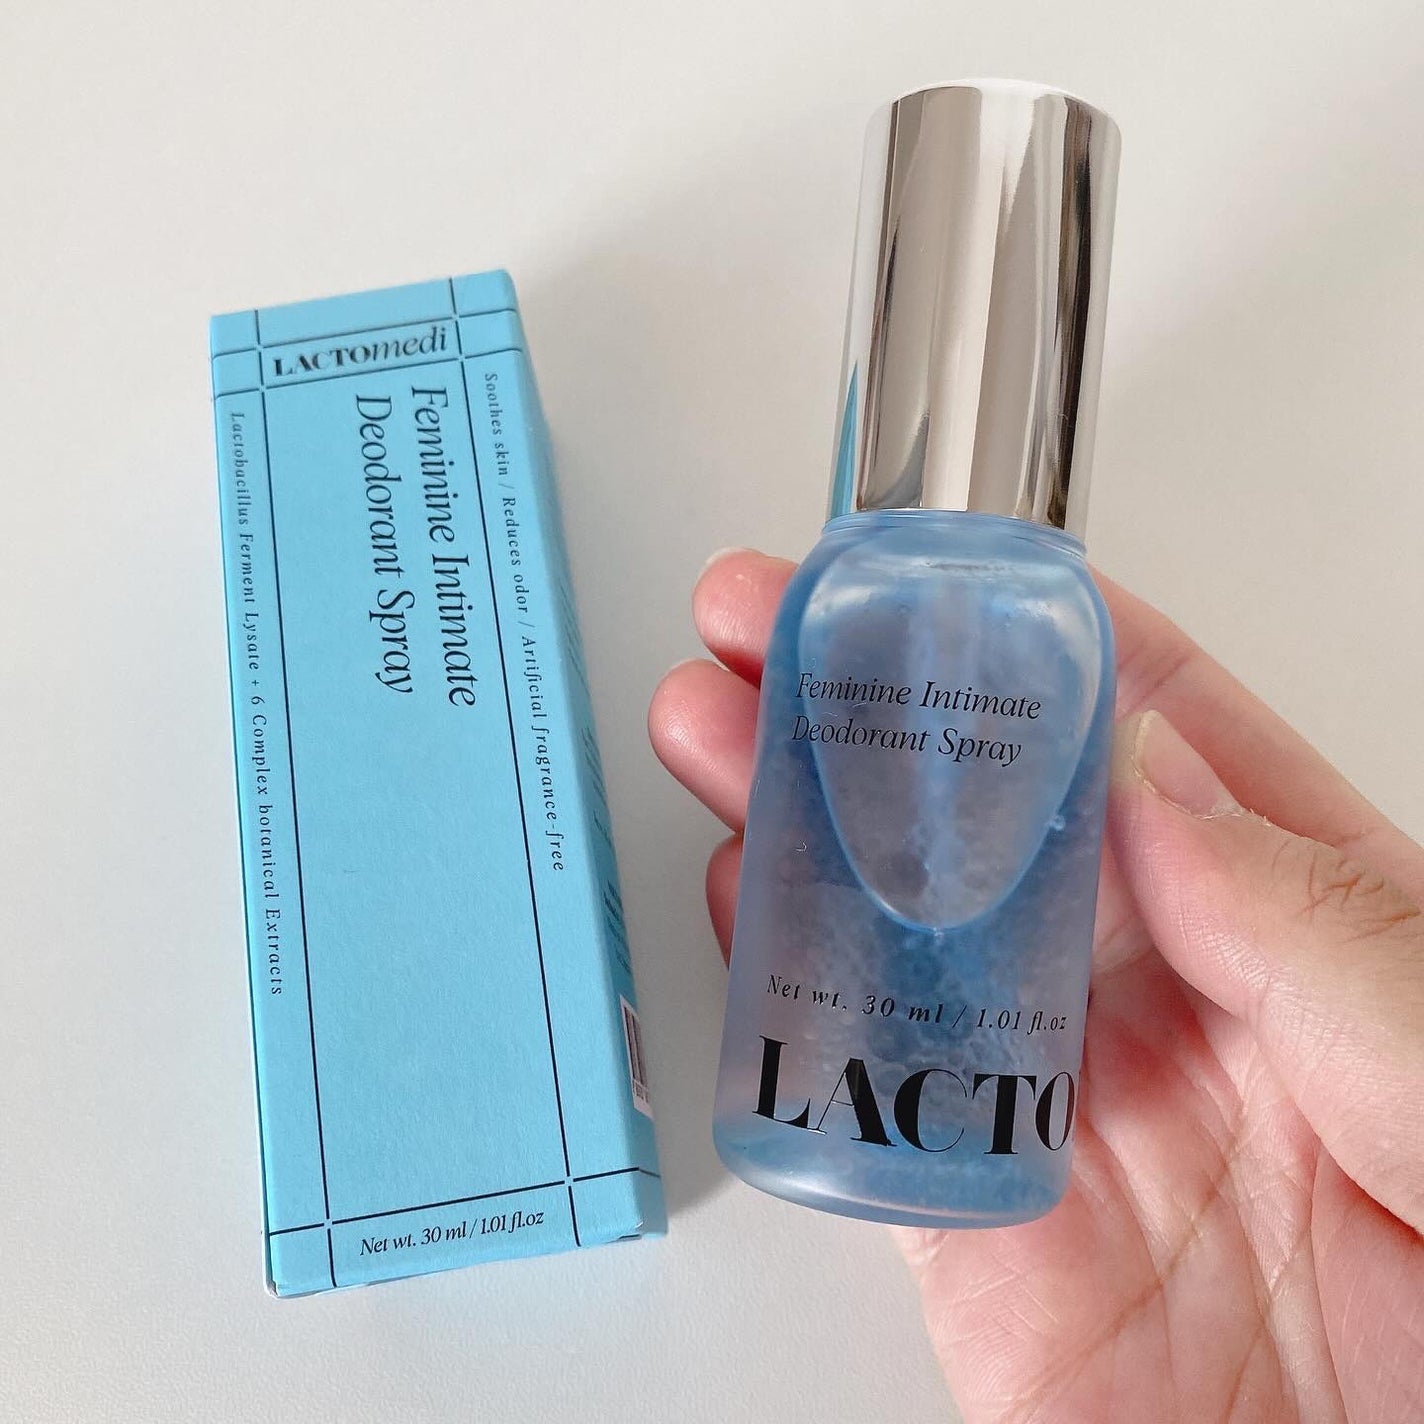 LACTOmedi
Feminine Intimate
Deodorant Spray
Soothes skin / Reduces odor / Artificial fragrance-free
Lactobacillus Ferment Lysate + 6 Complex botanical Extracts
Net wt. 30 ml / 1.01 fl.oz
Feminine Intimate
Deodorant Spray
Net wt. 30 ml / 1.01 fl.oz
LACTO